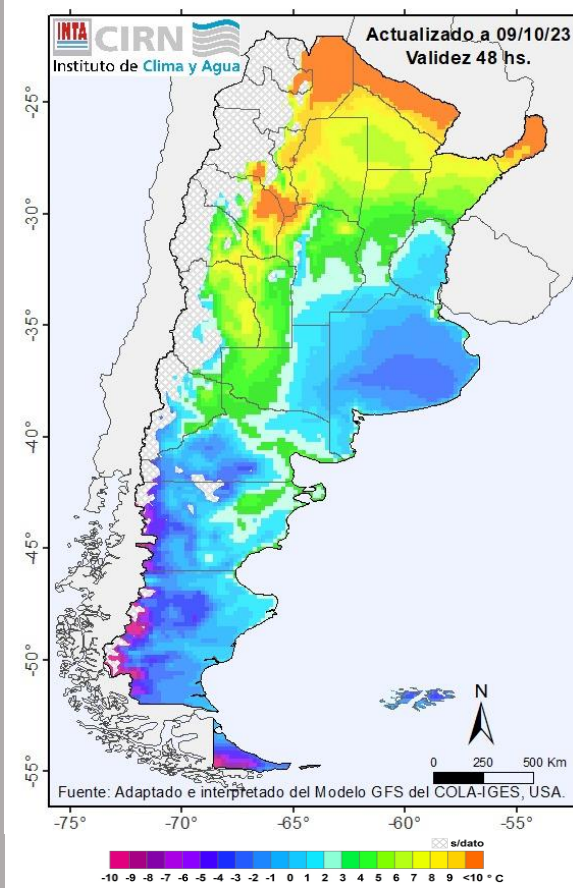 INTA CIRN
Instituto de Clima y Agua
Actualizado a 09/10/23
Validez 48 hs.
-25°
-30°
-35°
-40°
-45°
-50°
-55°
N
0 250 500 Km
Fuente: Adaptado e interpretado del Modelo GFS del COLA-IGES, USA.
-75° -70° -65° -60° -55°
s/dato
-10 -9 -8 -7 -6 -5 -4 -3 -2 -1 0 1 2 3 4 5 6 7 8 9 <10 ° C